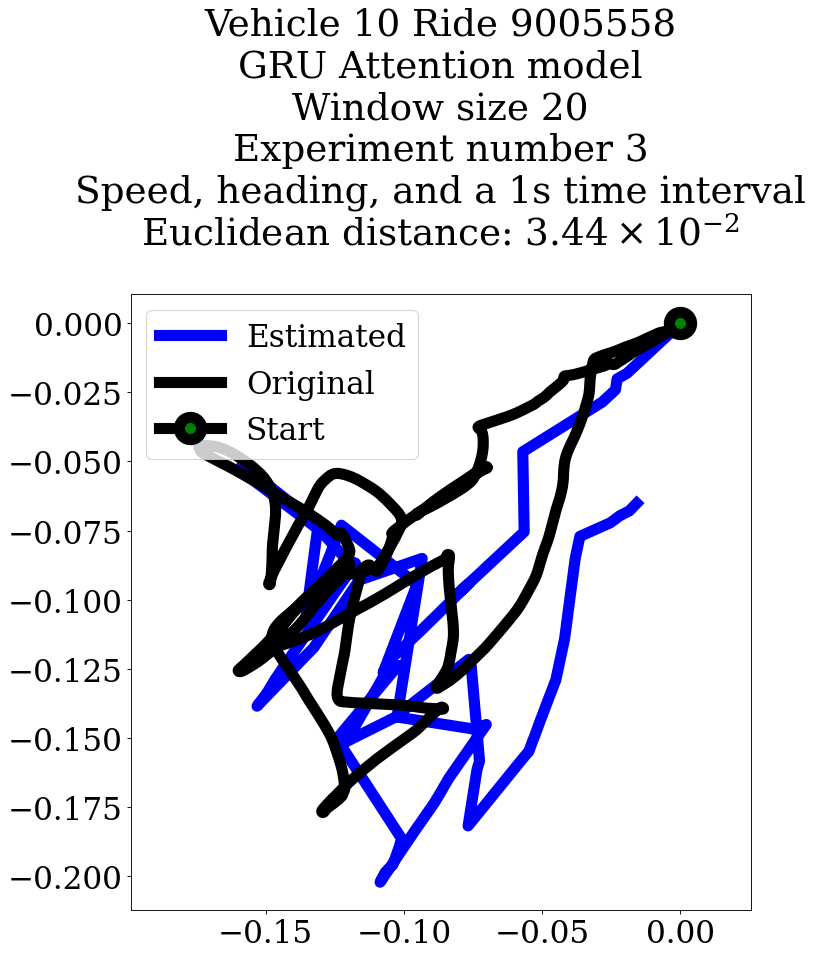 Vehicle 10 Ride 9005558
GRU Attention model
Window size 20
Experiment number 3
Speed, heading, and a 1s time interval
Euclidean distance: 3.44 × 10⁻²
Estimated
Original
Start
0.000
−0.025
−0.050
−0.075
−0.100
−0.125
−0.150
−0.175
−0.200
−0.15 −0.10 −0.05 0.00